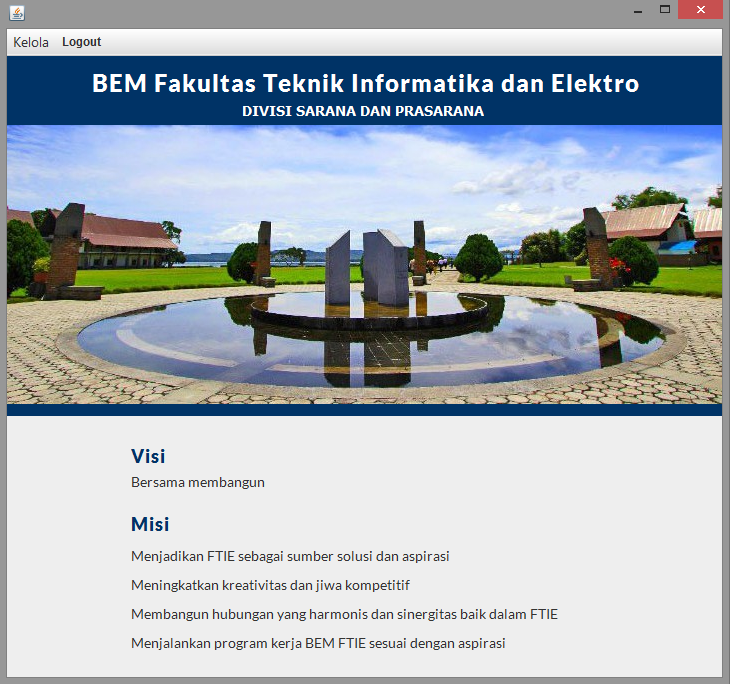 Kelola Logout
BEM Fakultas Teknik Informatika dan Elektro
DIVISI SARANA DAN PRASARANA
Visi
Bersama membangun
Misi
Menjadikan FTIE sebagai sumber solusi dan aspirasi
Meningkatkan kreativitas dan jiwa kompetitif
Membangun hubungan yang harmonis dan sinergitas baik dalam FTIE
Menjalankan program kerja BEM FTIE sesuai dengan aspirasi